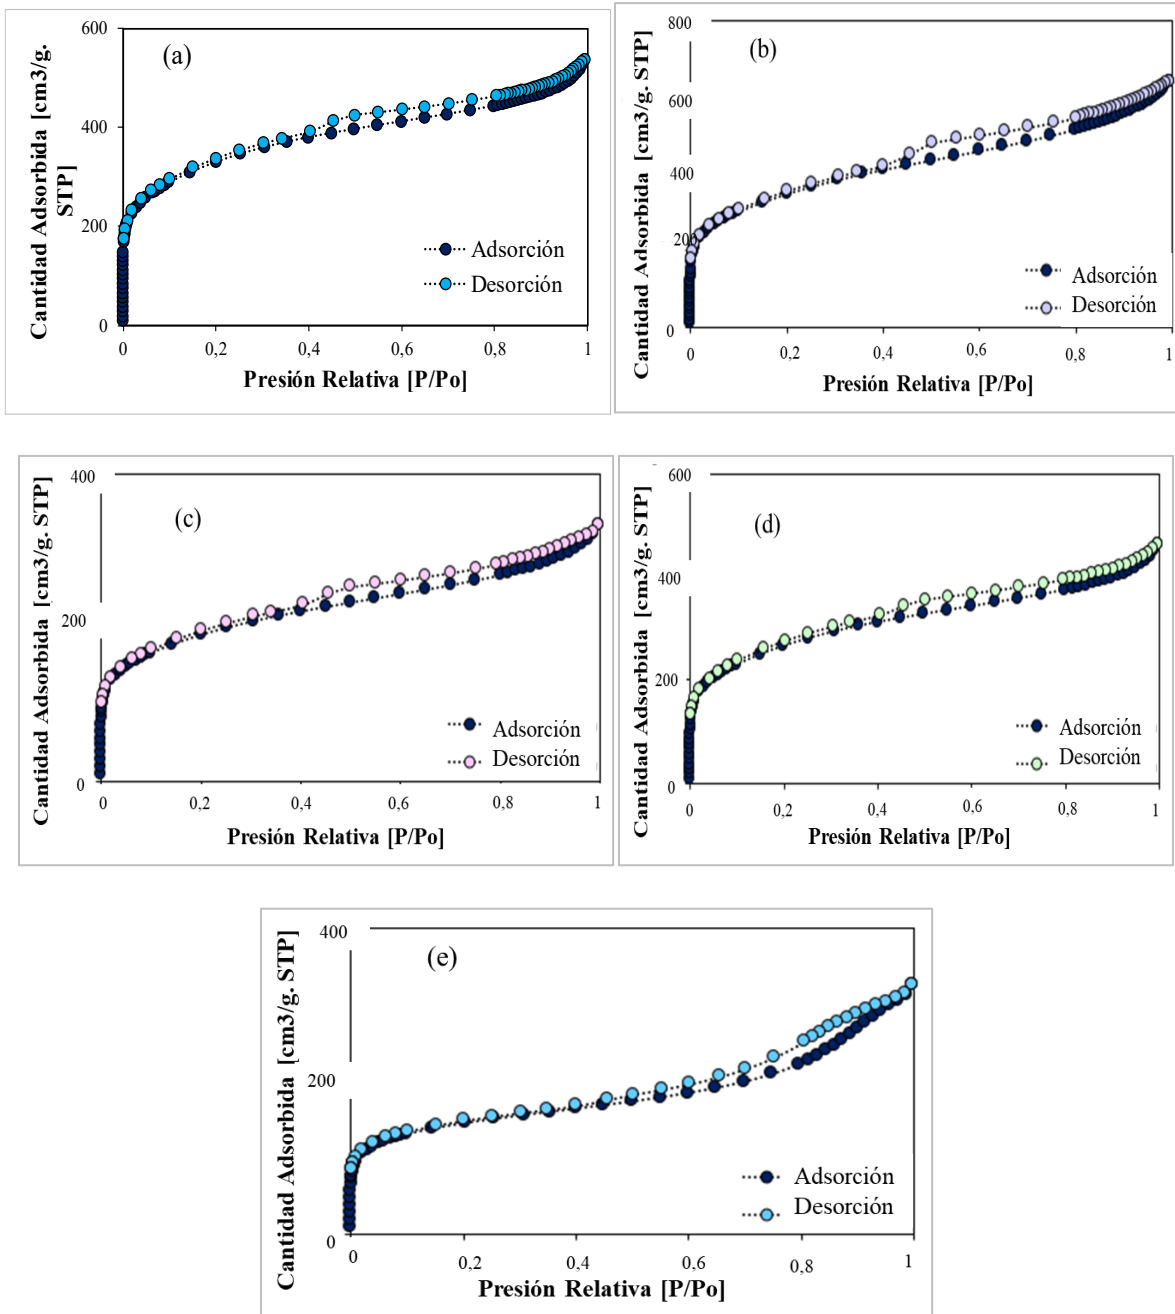 (a)
Cantidad Adsorbida [cm3/g.
STP]
600
400
200
0
0 0,2 0,4 0,6 0,8 1
Presión Relativa [P/Po]
Adsorción
Desorción
(b)
Cantidad Adsorbida [cm3/g. STP]
800
600
400
20
0
0 0,2 0,4 0,6 0,8 1
Presión Relativa [P/Po]
Adsorción
Desorción
(c)
Cantidad Adsorbida [cm3/g. STP]
400
200
0
0 0,2 0,4 0,6 0,8 1
Presión Relativa [P/Po]
Adsorción
Desorción
(d)
Cantidad Adsorbida [cm3/g. STP]
600
400
200
0
0 0,2 0,4 0,6 0,8 1
Presión Relativa [P/Po]
Adsorción
Desorción
(e)
Cantidad Adsorbida [cm3/g. STP]
400
200
0
0 0,2 0,4 0,6 0,8 1
Presión Relativa [P/Po]
Adsorción
Desorción